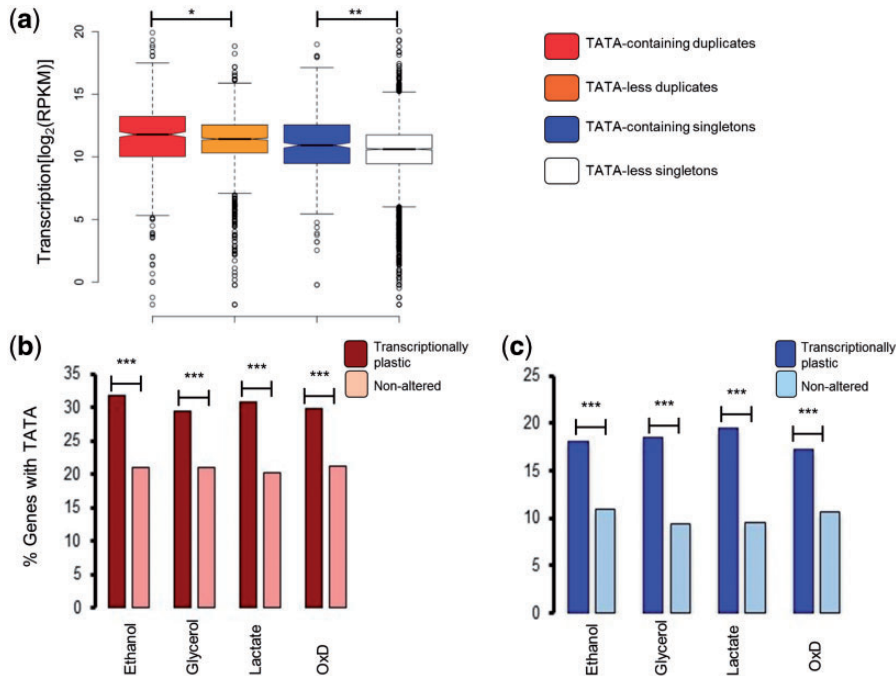 (a)
*
**
Transcription[log2(RPKM)]
20
15
10
5
0
TATA-containing duplicates
TATA-less duplicates
TATA-containing singletons
TATA-less singletons
(b)
Transcriptionally
plastic
Non-altered
***
***
***
***
% Genes with TATA
35
30
25
20
15
10
5
0
Ethanol
Glycerol
Lactate
OxD
(c)
Transcriptionally
plastic
Non-altered
***
***
***
***
25
20
15
10
5
0
Ethanol
Glycerol
Lactate
OxD